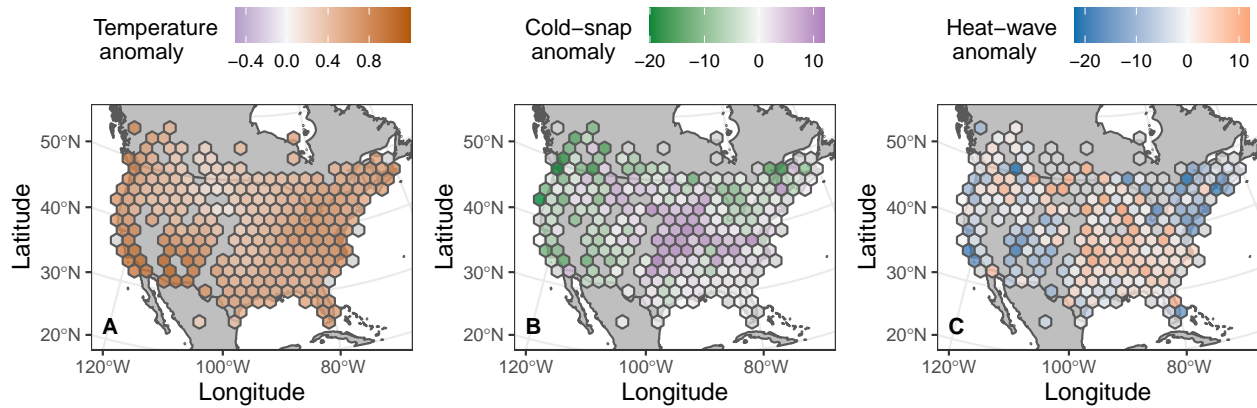 Temperature
anomaly
−0.4 0.0 0.4 0.8
Cold−snap
anomaly
−20 −10 0 10
Heat−wave
anomaly
−20 −10 0 10
50°N
40°N
30°N
20°N
Latitude
A
120°W 100°W 80°W
Longitude
50°N
40°N
30°N
20°N
Latitude
B
120°W 100°W 80°W
Longitude
50°N
40°N
30°N
20°N
Latitude
C
120°W 100°W 80°W
Longitude